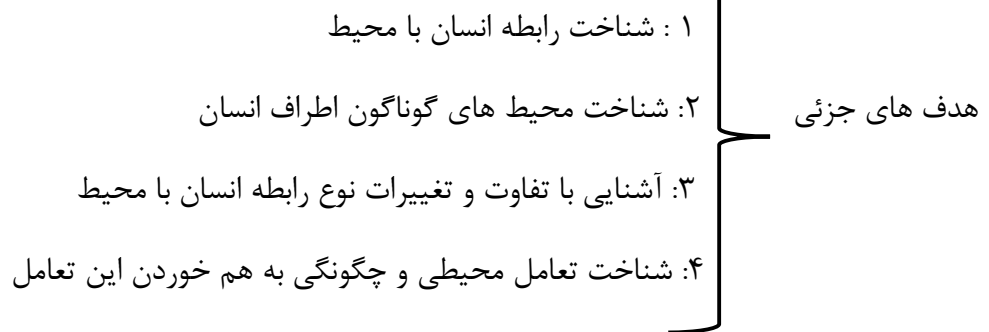 هدف های جزئی
۱ : شناخت رابطه انسان با محیط
۲: شناخت محیط های گوناگون اطراف انسان
۳: آشنایی با تفاوت و تغییرات نوع رابطه انسان با محیط
۴: شناخت تعامل محیطی و چگونگی به هم خوردن این تعامل